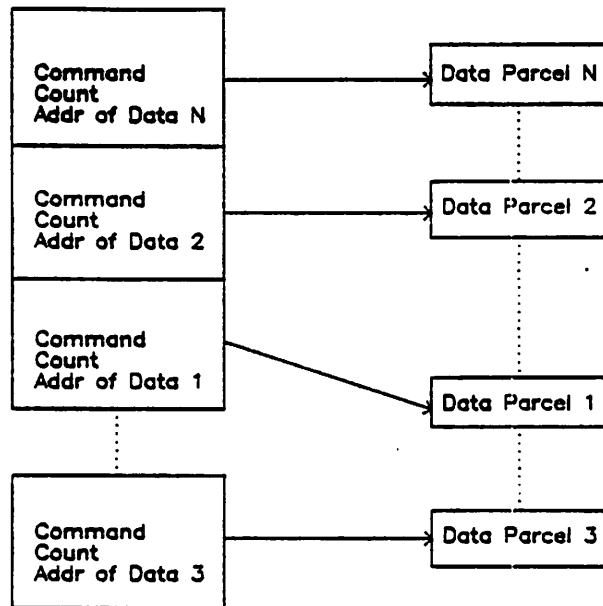 Command
Count
Addr of Data N
Data Parcel N
Command
Count
Addr of Data 2
Data Parcel 2
Command
Count
Addr of Data 1
Data Parcel 1
Command
Count
Addr of Data 3
Data Parcel 3